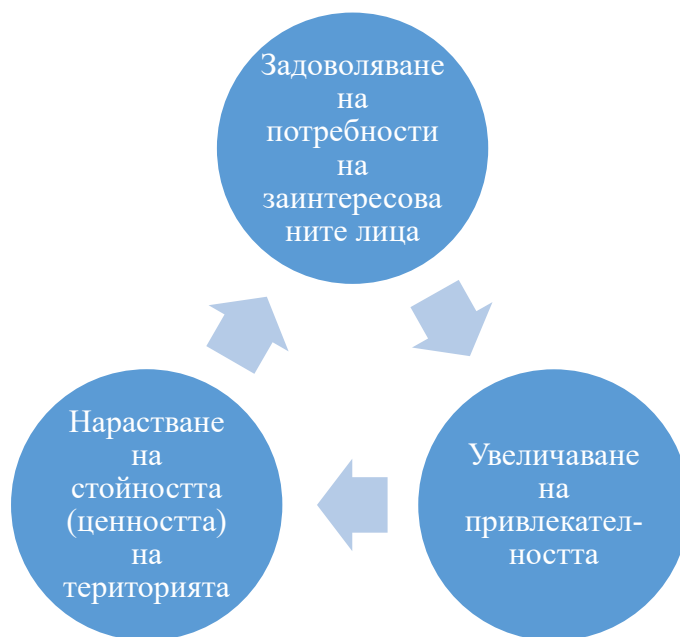 Задоволяване
на
потребности
на
заинтересова
ните лица
Увеличаване
на
привлекател-
ността
Нарастване
на
стойността
(ценността)
на
територията